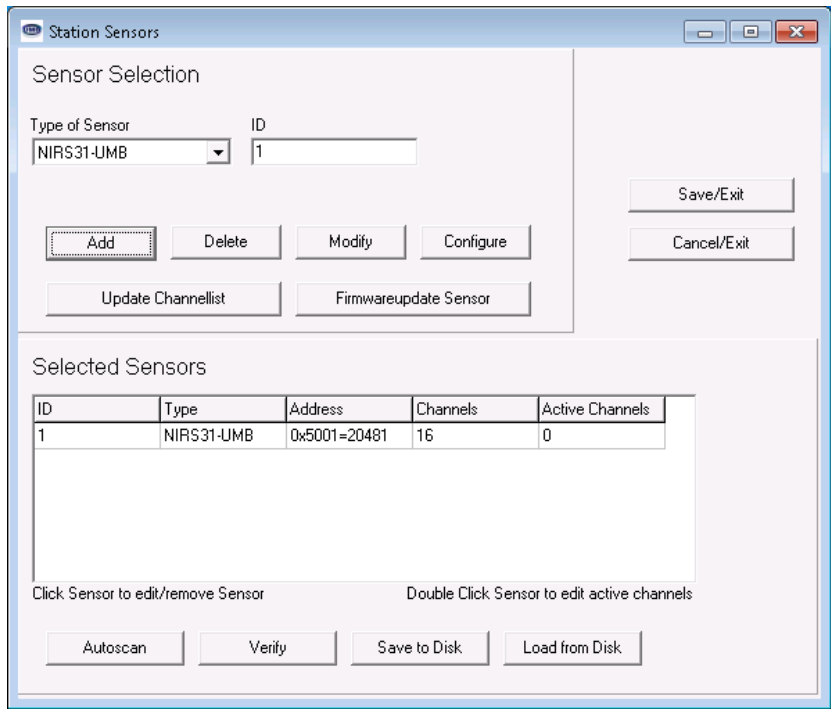 Station Sensors
Sensor Selection
Type of Sensor ID
NIRS31-UMB 1
Save/Exit
Add Delete Modify Configure Cancel/Exit
Update Channellist Firmwareupdate Sensor
Selected Sensors
ID Type Address Channels Active Channels
1 NIRS31-UMB 0x5001=20481 16 0
Click Sensor to edit/remove Sensor Double Click Sensor to edit active channels
Autoscan Verify Save to Disk Load from Disk